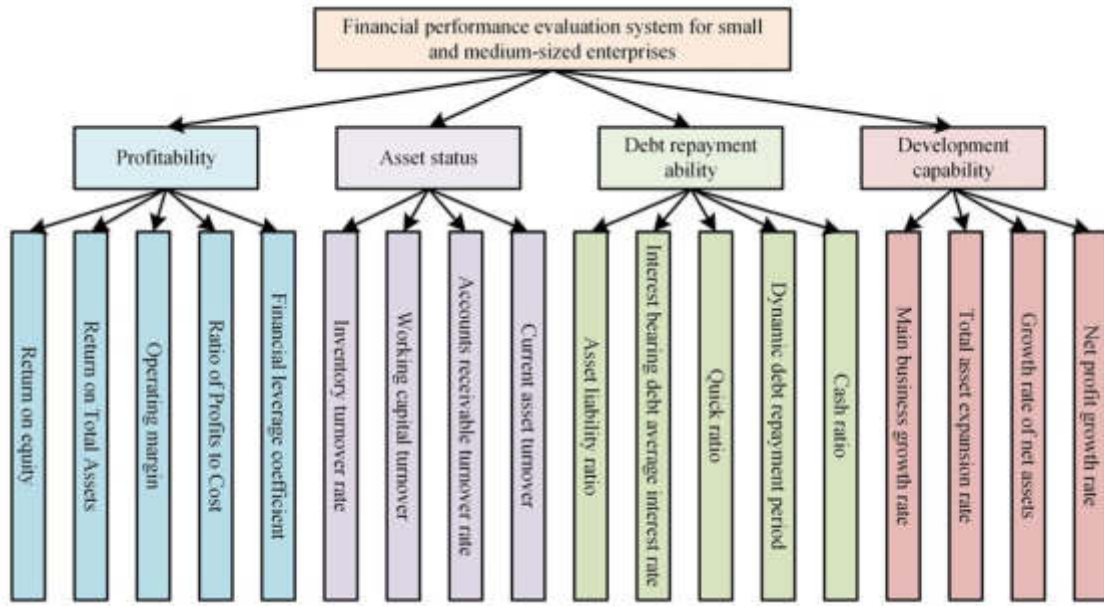 Financial performance evaluation system for small
and medium-sized enterprises
Profitability
Asset status
Debt repayment
ability
Development
capability
Return on equity
Return on Total Assets
Operating margin
Ratio of Profits to Cost
Financial leverage coefficient
Inventory turnover rate
Working capital turnover
Accounts receivable turnover rate
Current asset turnover
Asset liability ratio
Interest bearing debt average interest rate
Quick ratio
Dynamic debt repayment period
Cash ratio
Main business growth rate
Total asset expansion rate
Growth rate of net assets
Net profit growth rate